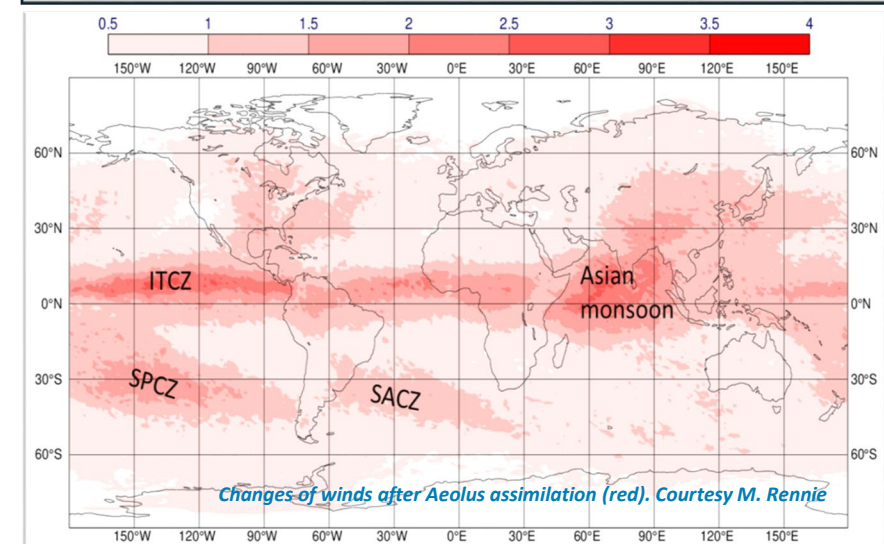 0.5 1 1.5 2 2.5 3 3.5 4
150°W 120°W 90°W 60°W 30°W 0°E 30°E 60°E 90°E 120°E 150°E
60°N 60°N
30°N 30°N
ITCZ
Asian
monsoon
0°N 0°N
SPCZ
SACZ
30°S 30°S
60°S 60°S
Changes of winds after Aeolus assimilation (red). Courtesy M. Rennie
150°W 120°W 90°W 60°W 30°W 0°E 30°E 60°E 90°E 120°E 150°E